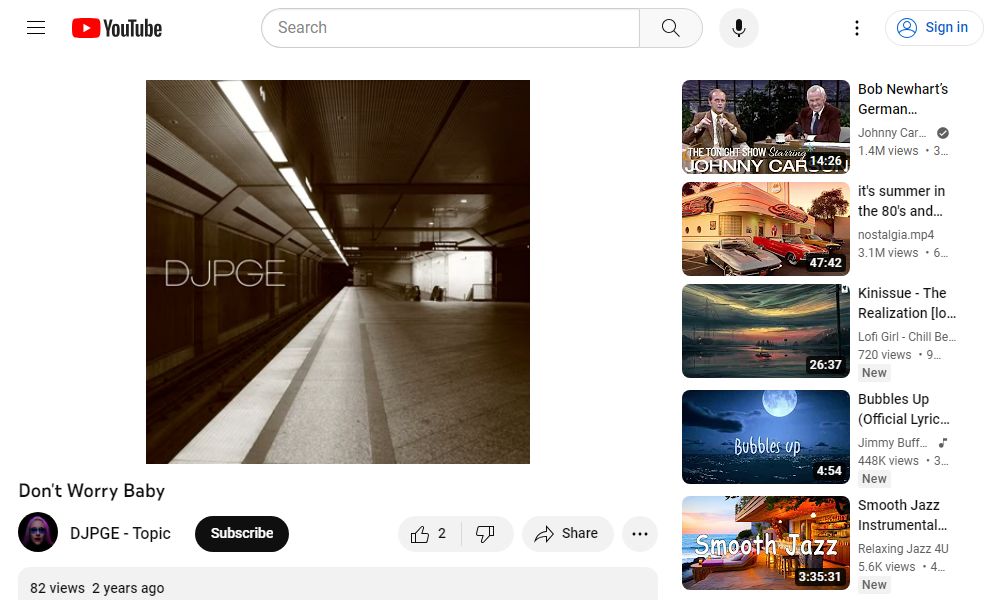 YouTube
Search
Sign in
DJPGE
Don't Worry Baby
DJPGE - Topic
Subscribe
2
Share
...
82 views 2 years ago
THE TONIGHT SHOW Starring
JOHNNY CARSON
14:26
Bob Newhart's
German...
Johnny Car...
1.4M views • 3...
47:42
it's summer in
the 80's and...
nostalgia.mp4
3.1M views • 6...
26:37
Kinissue - The
Realization [lo...
Lofi Girl - Chill Be...
720 views • 9...
New
Bubbles up
4:54
Bubbles Up
(Official Lyric...
Jimmy Buff...
448K views • 3...
New
Smooth Jazz
3:35:31
Smooth Jazz
Instrumental...
Relaxing Jazz 4U
5.6K views • 4...
New